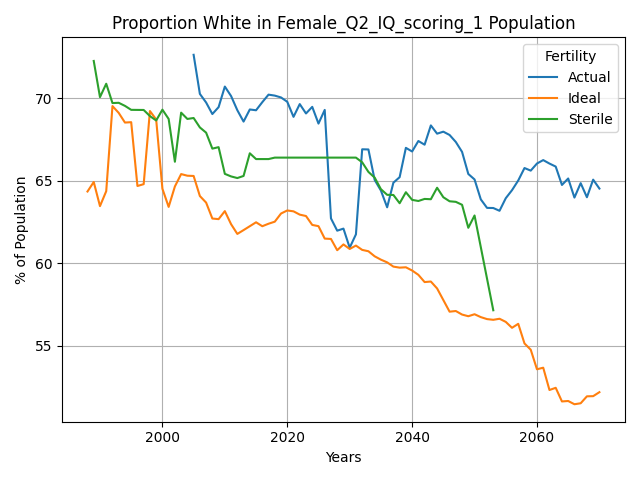 Proportion White in Female_Q2_IQ_scoring_1 Population
Fertility
Actual
Ideal
Sterile
% of Population
70
65
60
55
2000
2020
2040
2060
Years